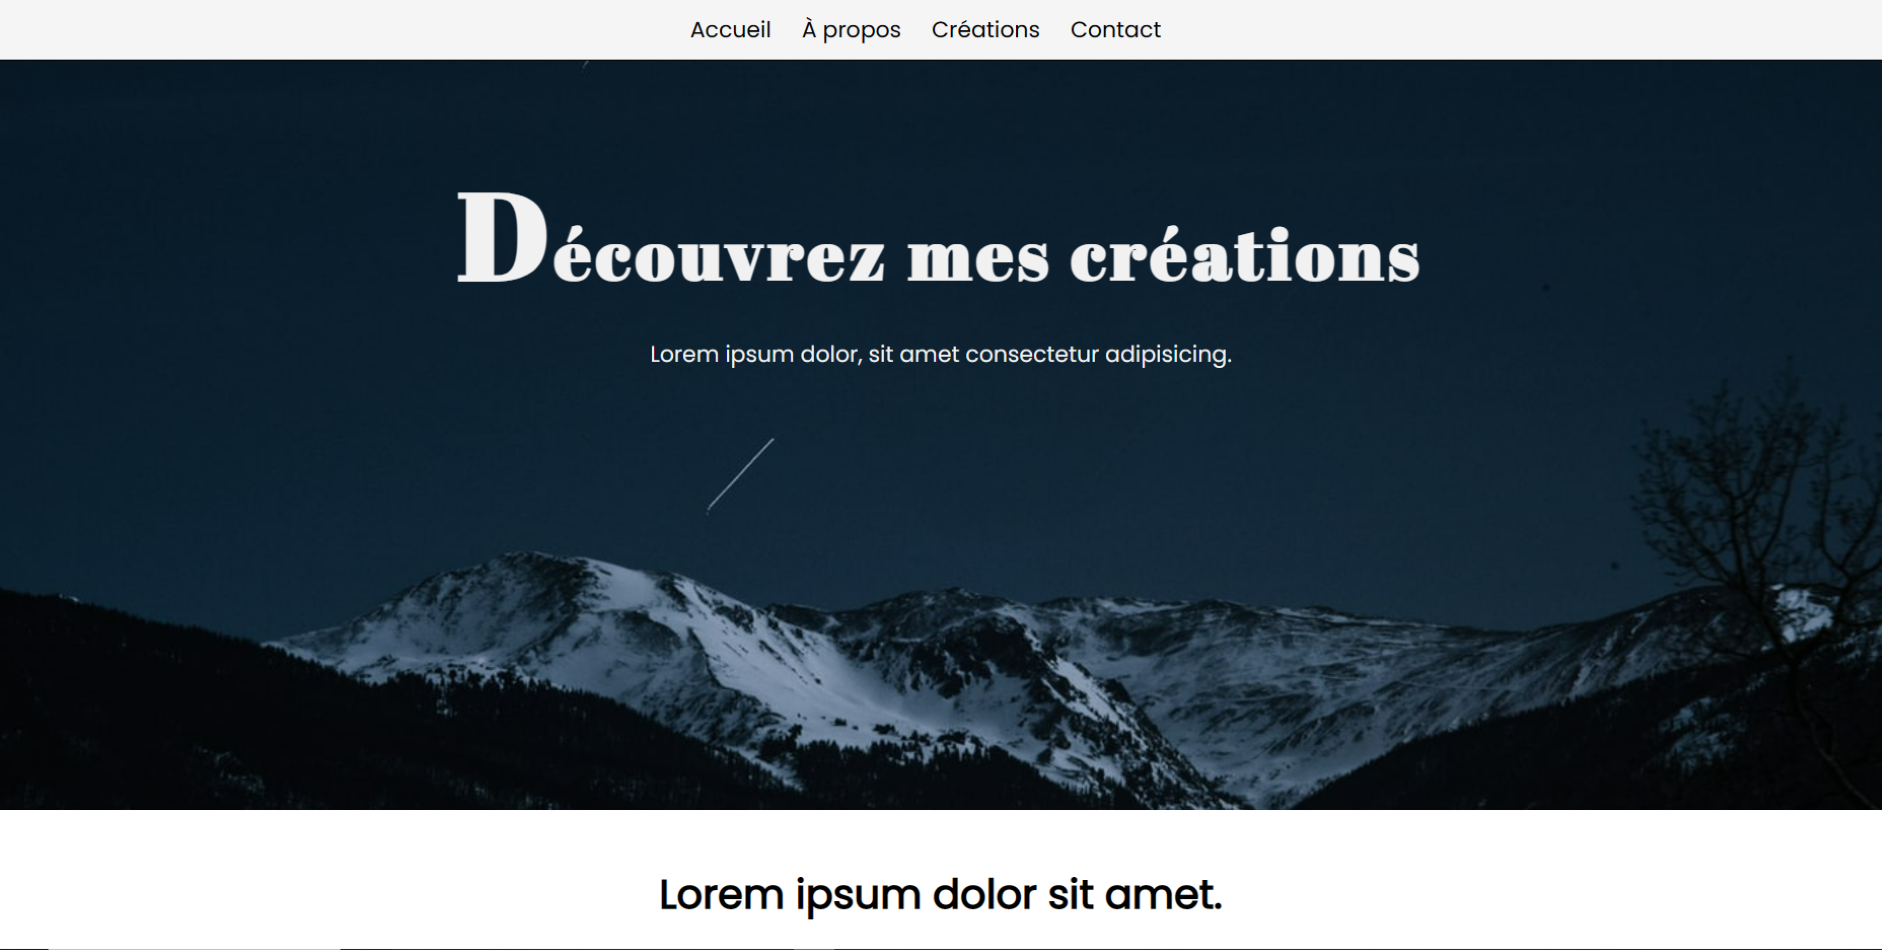 Accueil À propos Créations Contact
Découvrez mes créations
Lorem ipsum dolor, sit amet consectetur adipisicing.
Lorem ipsum dolor sit amet.